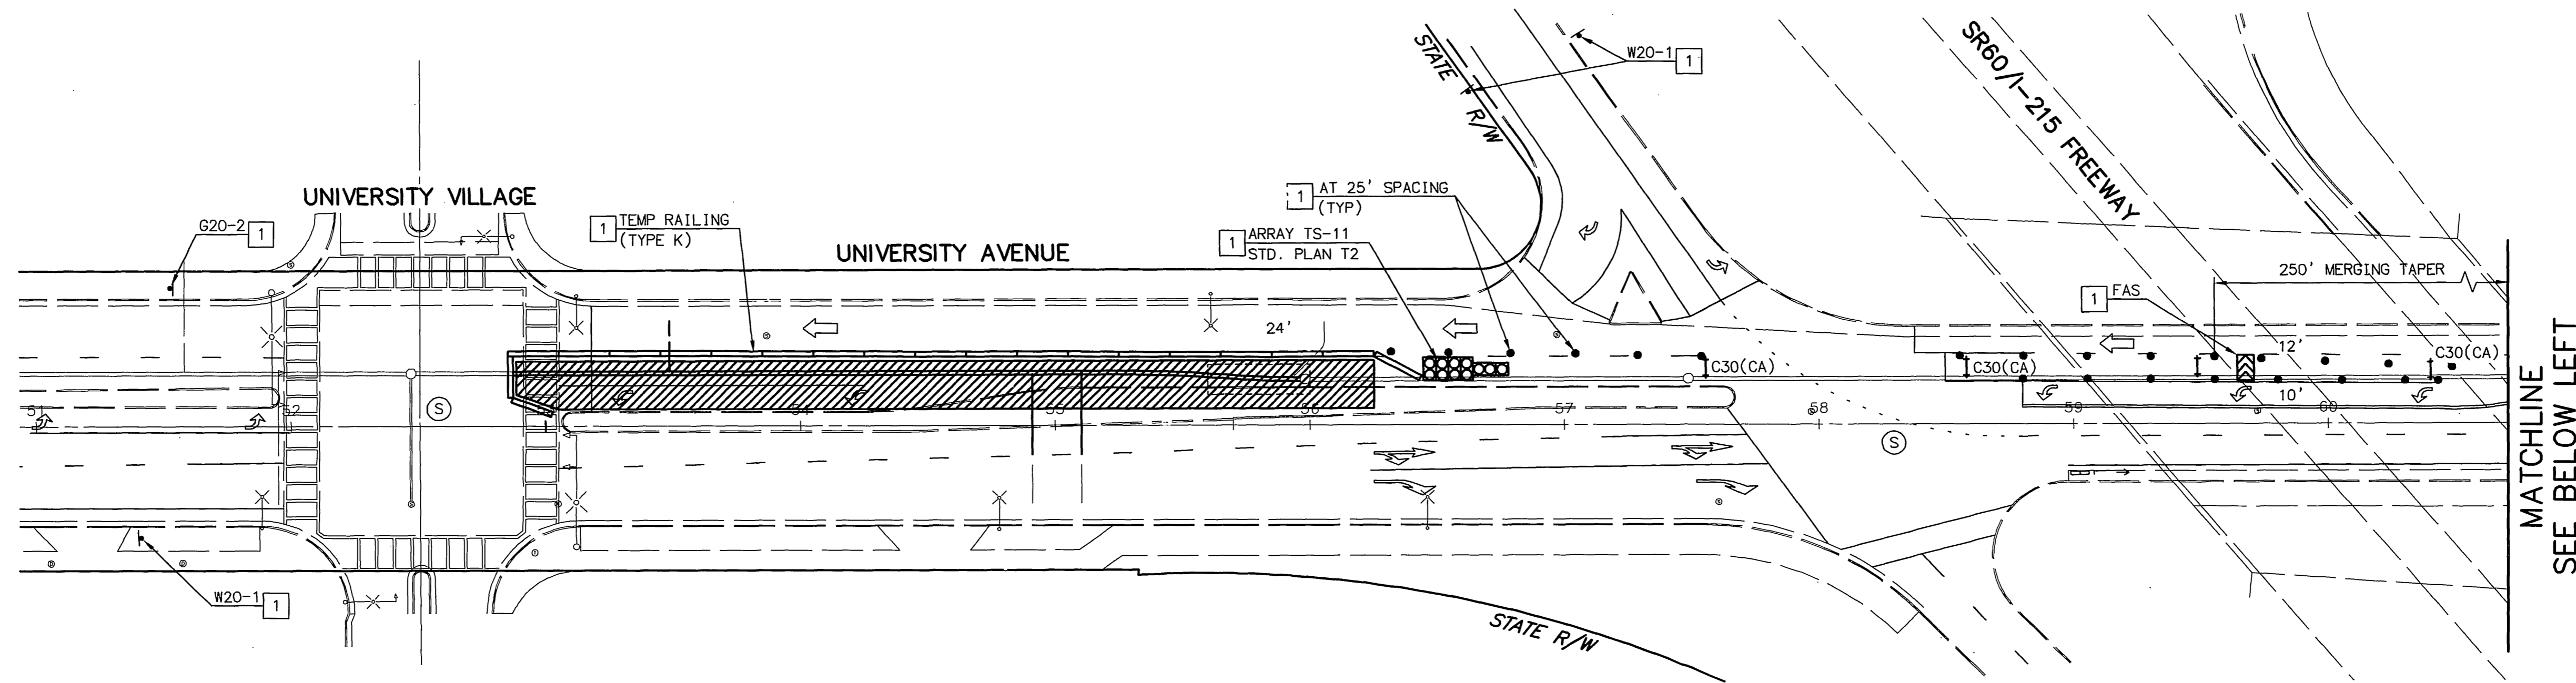 W20-1 1
STATE
R/W
SR60/I-215 FREEWAY
UNIVERSITY VILLAGE
G20-2 1
1 TEMP RAILING
(TYPE K)
UNIVERSITY AVENUE
1 AT 25' SPACING
(TYP)
1 ARRAY TS-11
STD. PLAN T2
250' MERGING TAPER
1 FAS
24'
12'
C30(CA)
C30(CA)
C30(CA)
10'
51
52
S
54
55
56
57
58
59
60
S
MATCHLINE
SEE BELOW LEFT
W20-1 1
STATE R/W